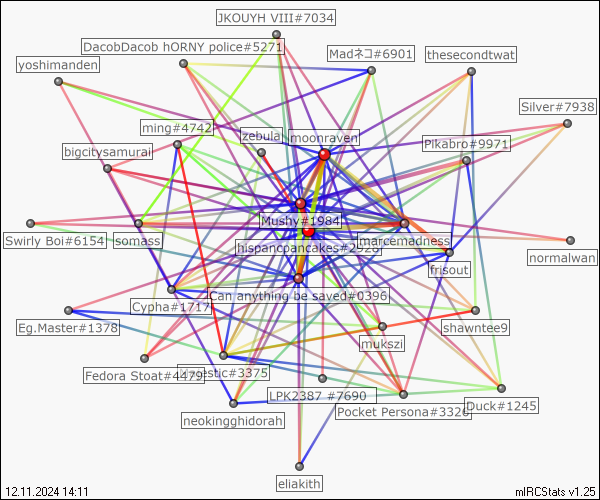 JKOUYH VIII#7034
DacobDacob hORNY police#5271
Madネコ#6901
thesecondtwat
yoshimanden
Silver#7938
ming#4742
zebula
moonraven
Pikabro#9971
bigcitysamurai
Mushy#1984
Swirly Boi#6154
somass
hispancpancakes#2926
marcemadness
normalwan
frisout
Can anything be saved#0396
Cypha#1717
Eg.Master#1378
shawntee9
mukszi
Fedora Stoat#4479
estic#3375
LPK2387 #7690
Pocket Persona#3326
Duck#1245
neokingghidorah
eliakith
12.11.2024 14:11
mIRCStats v1.25